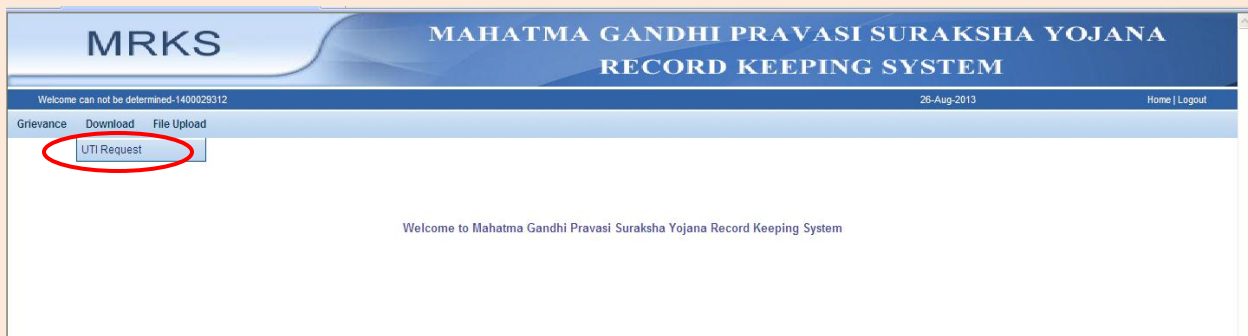 MRKS
MAHATMA GANDHI PRAVASI SURAKSHA YOJANA
RECORD KEEPING SYSTEM
Welcome can not be determined-1400029312 26-Aug-2013 Home | Logout
Grievance Download File Upload
UTI Request
Welcome to Mahatma Gandhi Pravasi Suraksha Yojana Record Keeping System